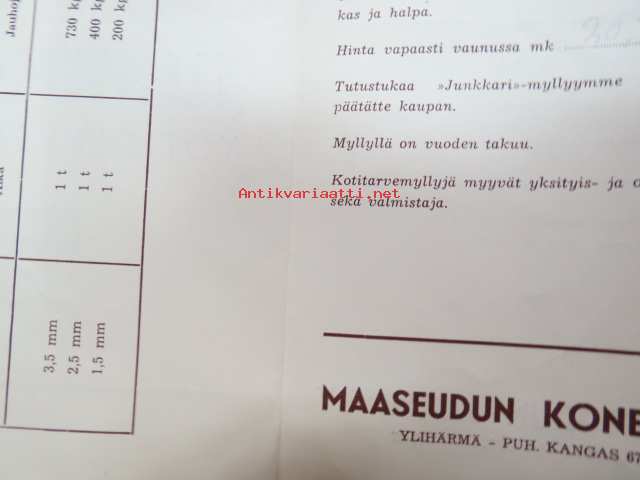 Jauhop
730 kg
400 kg
200 kg
1 t
1 t
1 t
3,5 mm
2,5 mm
1,5 mm
kas ja halpa.
Hinta vapaasti vaunussa mk
Tutustukaa »Junkkari»-myllyymme
päätätte kaupan.
Myllyllä on vuoden takuu.
Kotitarvemyllyjä myyvät yksityis- ja o
sekä valmistaja.
Antikvariaatti.net
MAASEUDUN KONE
YLIHÄRMÄ - PUH. KANGAS 67